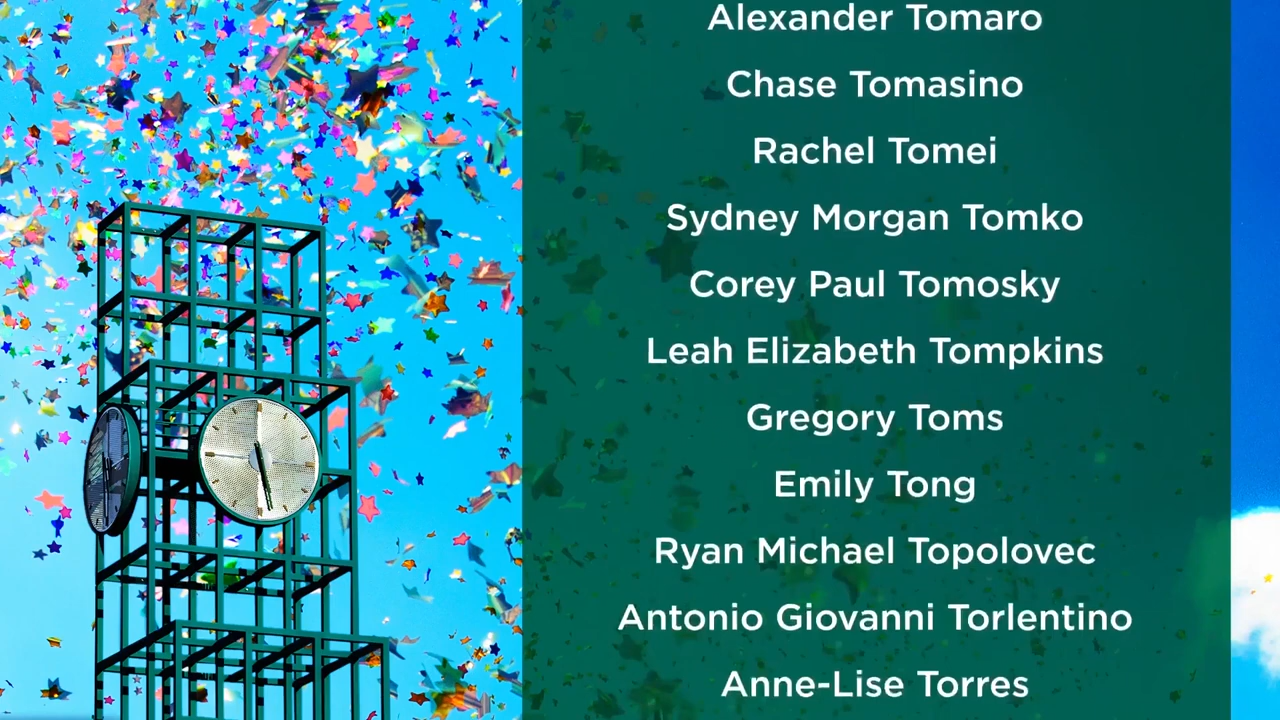 Alexander Tomaro
Chase Tomasino
Rachel Tomei
Sydney Morgan Tomko
Corey Paul Tomosky
Leah Elizabeth Tompkins
Gregory Toms
Emily Tong
Ryan Michael Topolovec
Antonio Giovanni Torlentino
Anne-Lise Torres